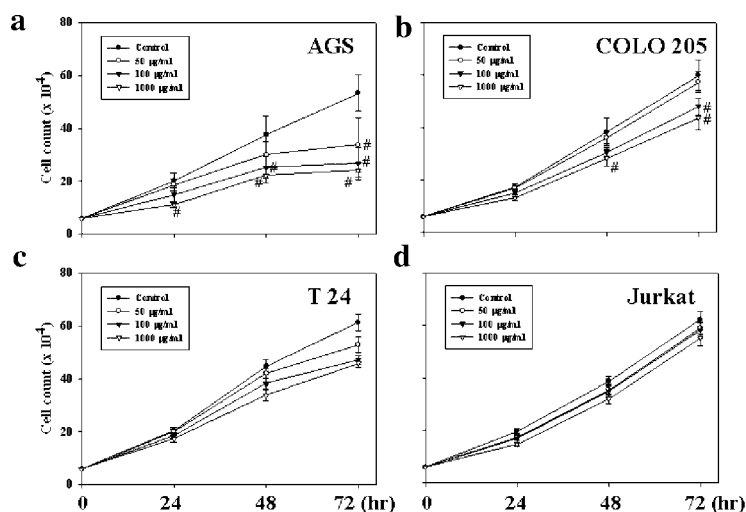 a
AGS
Control
50 µg/ml
100 µg/ml
1000 µg/ml
Cell count (x 10⁴)
80
60
40
20
0
#
#
#
#
#
#
b
COLO 205
Control
50 µg/ml
100 µg/ml
1000 µg/ml
#
#
#
c
T 24
Control
50 µg/ml
100 µg/ml
1000 µg/ml
Cell count (x 10⁴)
80
60
40
20
0
0
24
48
72 (hr)
d
Jurkat
Control
50 µg/ml
100 µg/ml
1000 µg/ml
0
24
48
72 (hr)